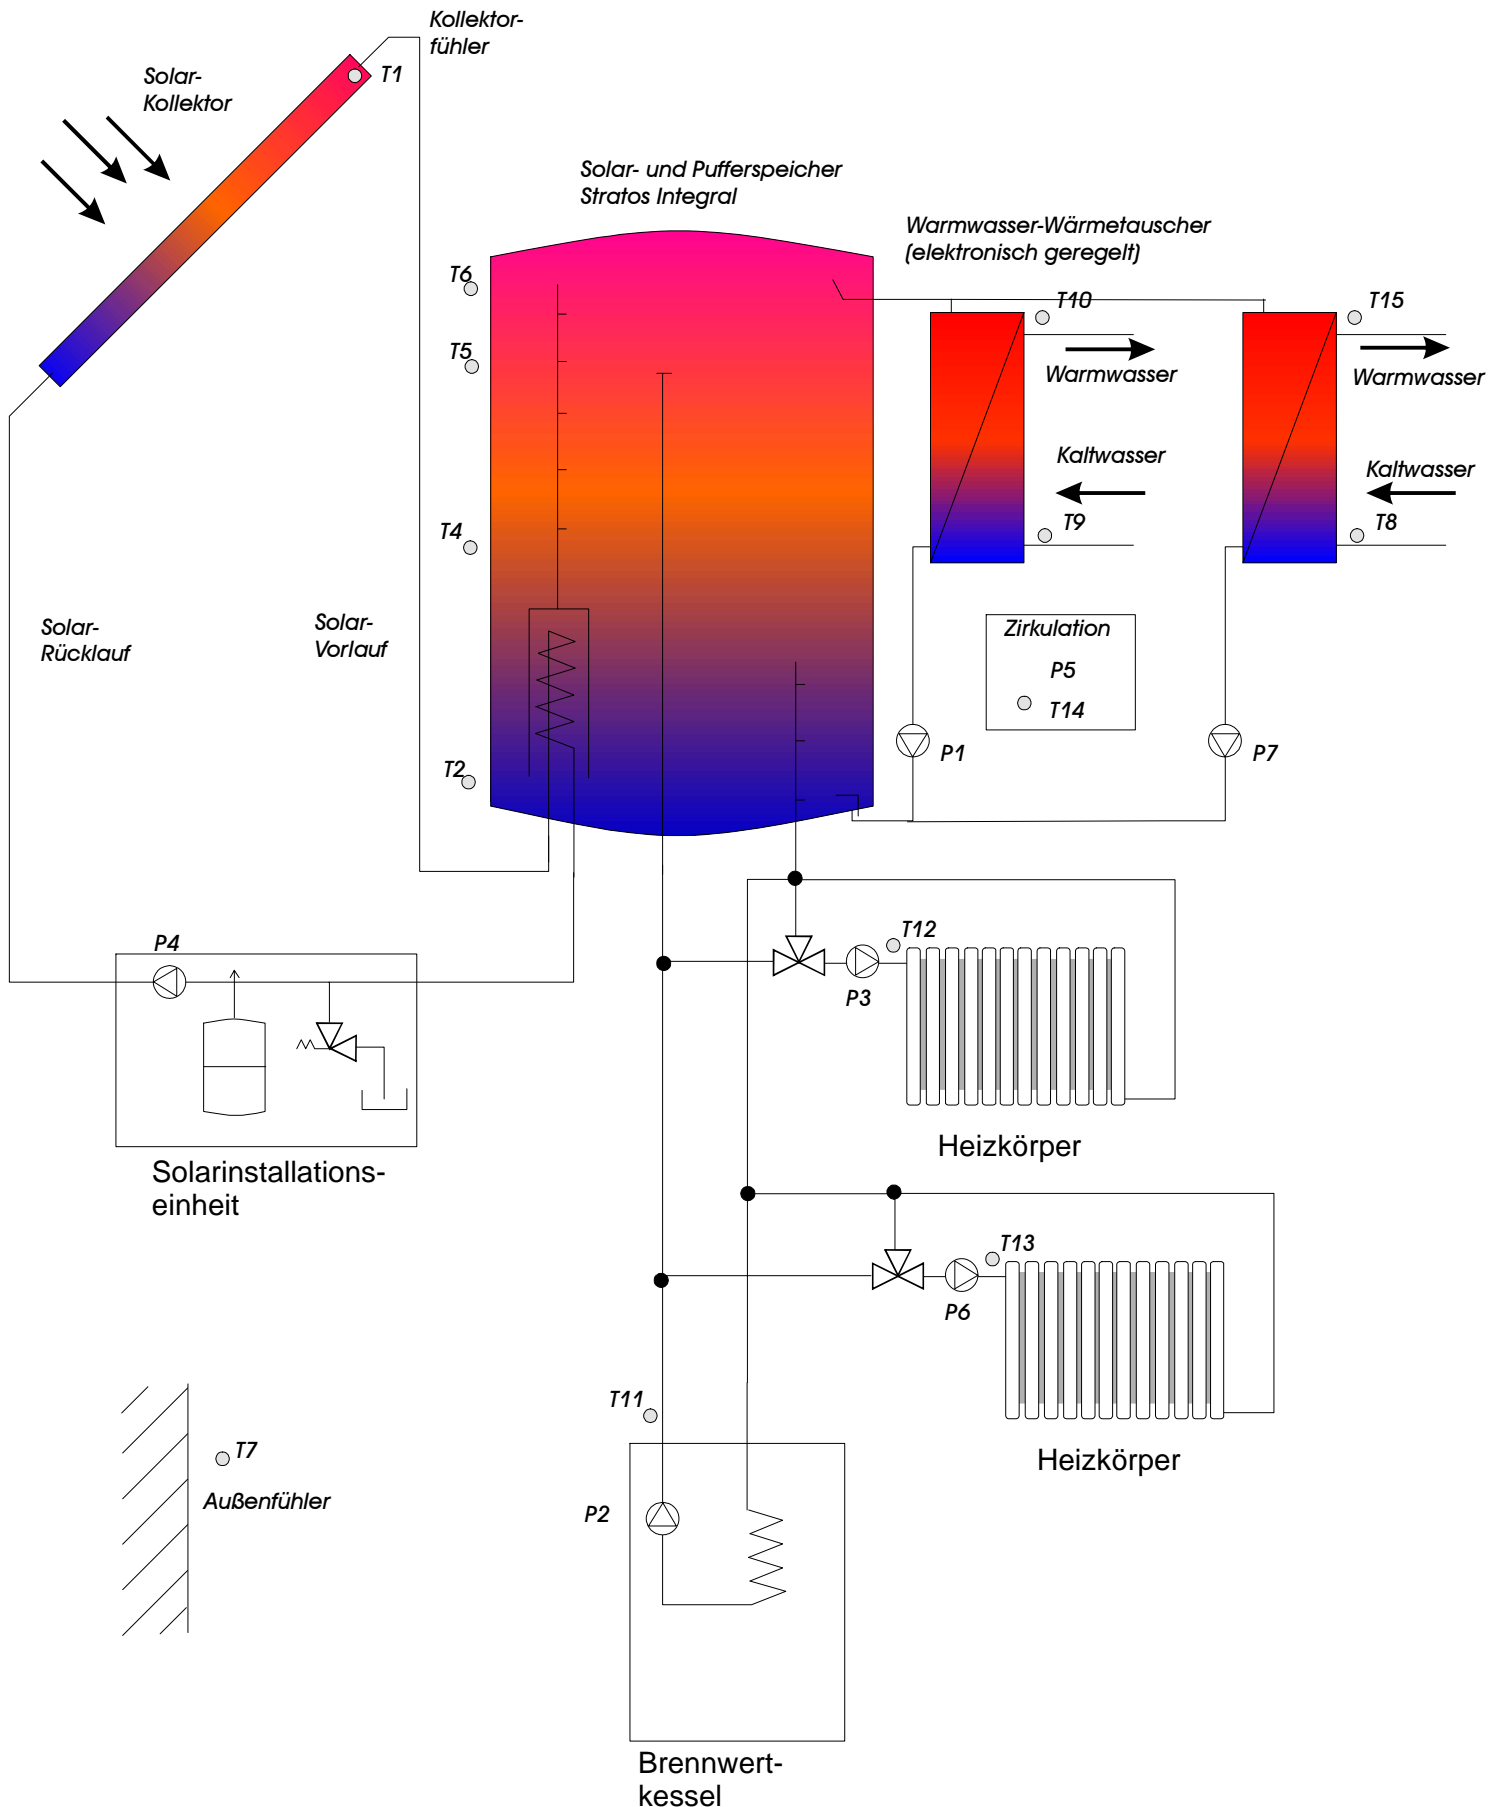 Kollektor-
fühler
T1
Solar-
Kollektor
Solar- und Pufferspeicher
Stratos Integral
Warmwasser-Wärmetauscher
(elektronisch geregelt)
T6
T10
T15
T5
Warmwasser
Warmwasser
Kaltwasser
Kaltwasser
T4
T9
T8
Solar-
Rücklauf
Solar-
Vorlauf
Zirkulation
P5
T14
T2
P1
P7
P4
T12
P3
Heizkörper
Solarinstallations-
einheit
T13
P6
T11
Heizkörper
T7
Außenfühler
P2
Brennwert-
kessel